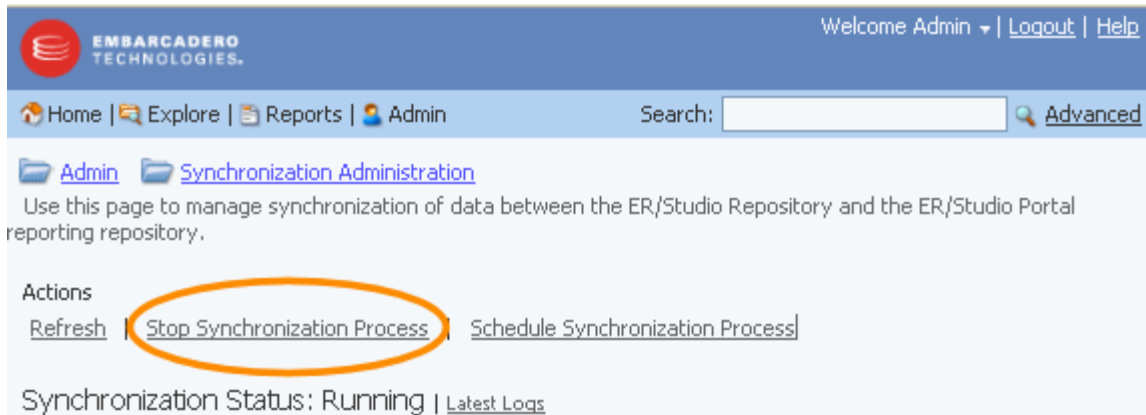 EMBARCADERO
TECHNOLOGIES.
Welcome Admin | Logout | Help
Home | Explore | Reports | Admin
Search: Advanced
Admin Synchronization Administration
Use this page to manage synchronization of data between the ER/Studio Repository and the ER/Studio Portal
reporting repository.
Actions
Refresh | Stop Synchronization Process | Schedule Synchronization Process|
Synchronization Status: Running | Latest Logs